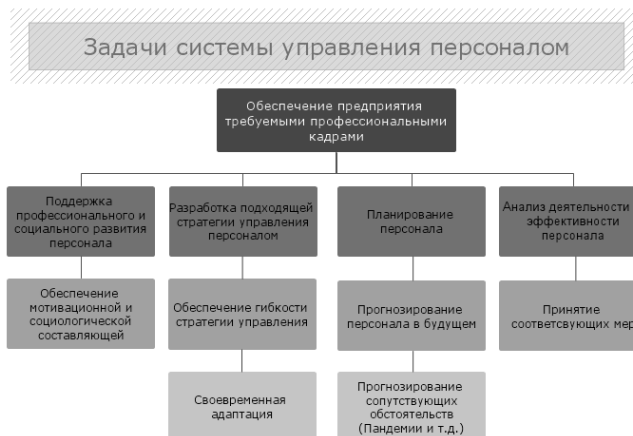 Задачи системы управления персоналом
Обеспечение предприятия
требуемыми профессиональными
кадрами
Поддержка
профессионального и
социального развития
персонала
Разработка подходящей
стратегии управления
персоналом
Планирование
персонала
Анализ деятельности
эффективности
персонала
Обеспечение
мотивационной и
социологической
составляющей
Обеспечение гибкости
стратегии управления
Прогнозирование
персонала в будущем
Принятие
соответсвующих мер
Своевременная
адаптация
Прогнозирование
сопутствующих
обстоятельств
(Пандемии и т.д.)